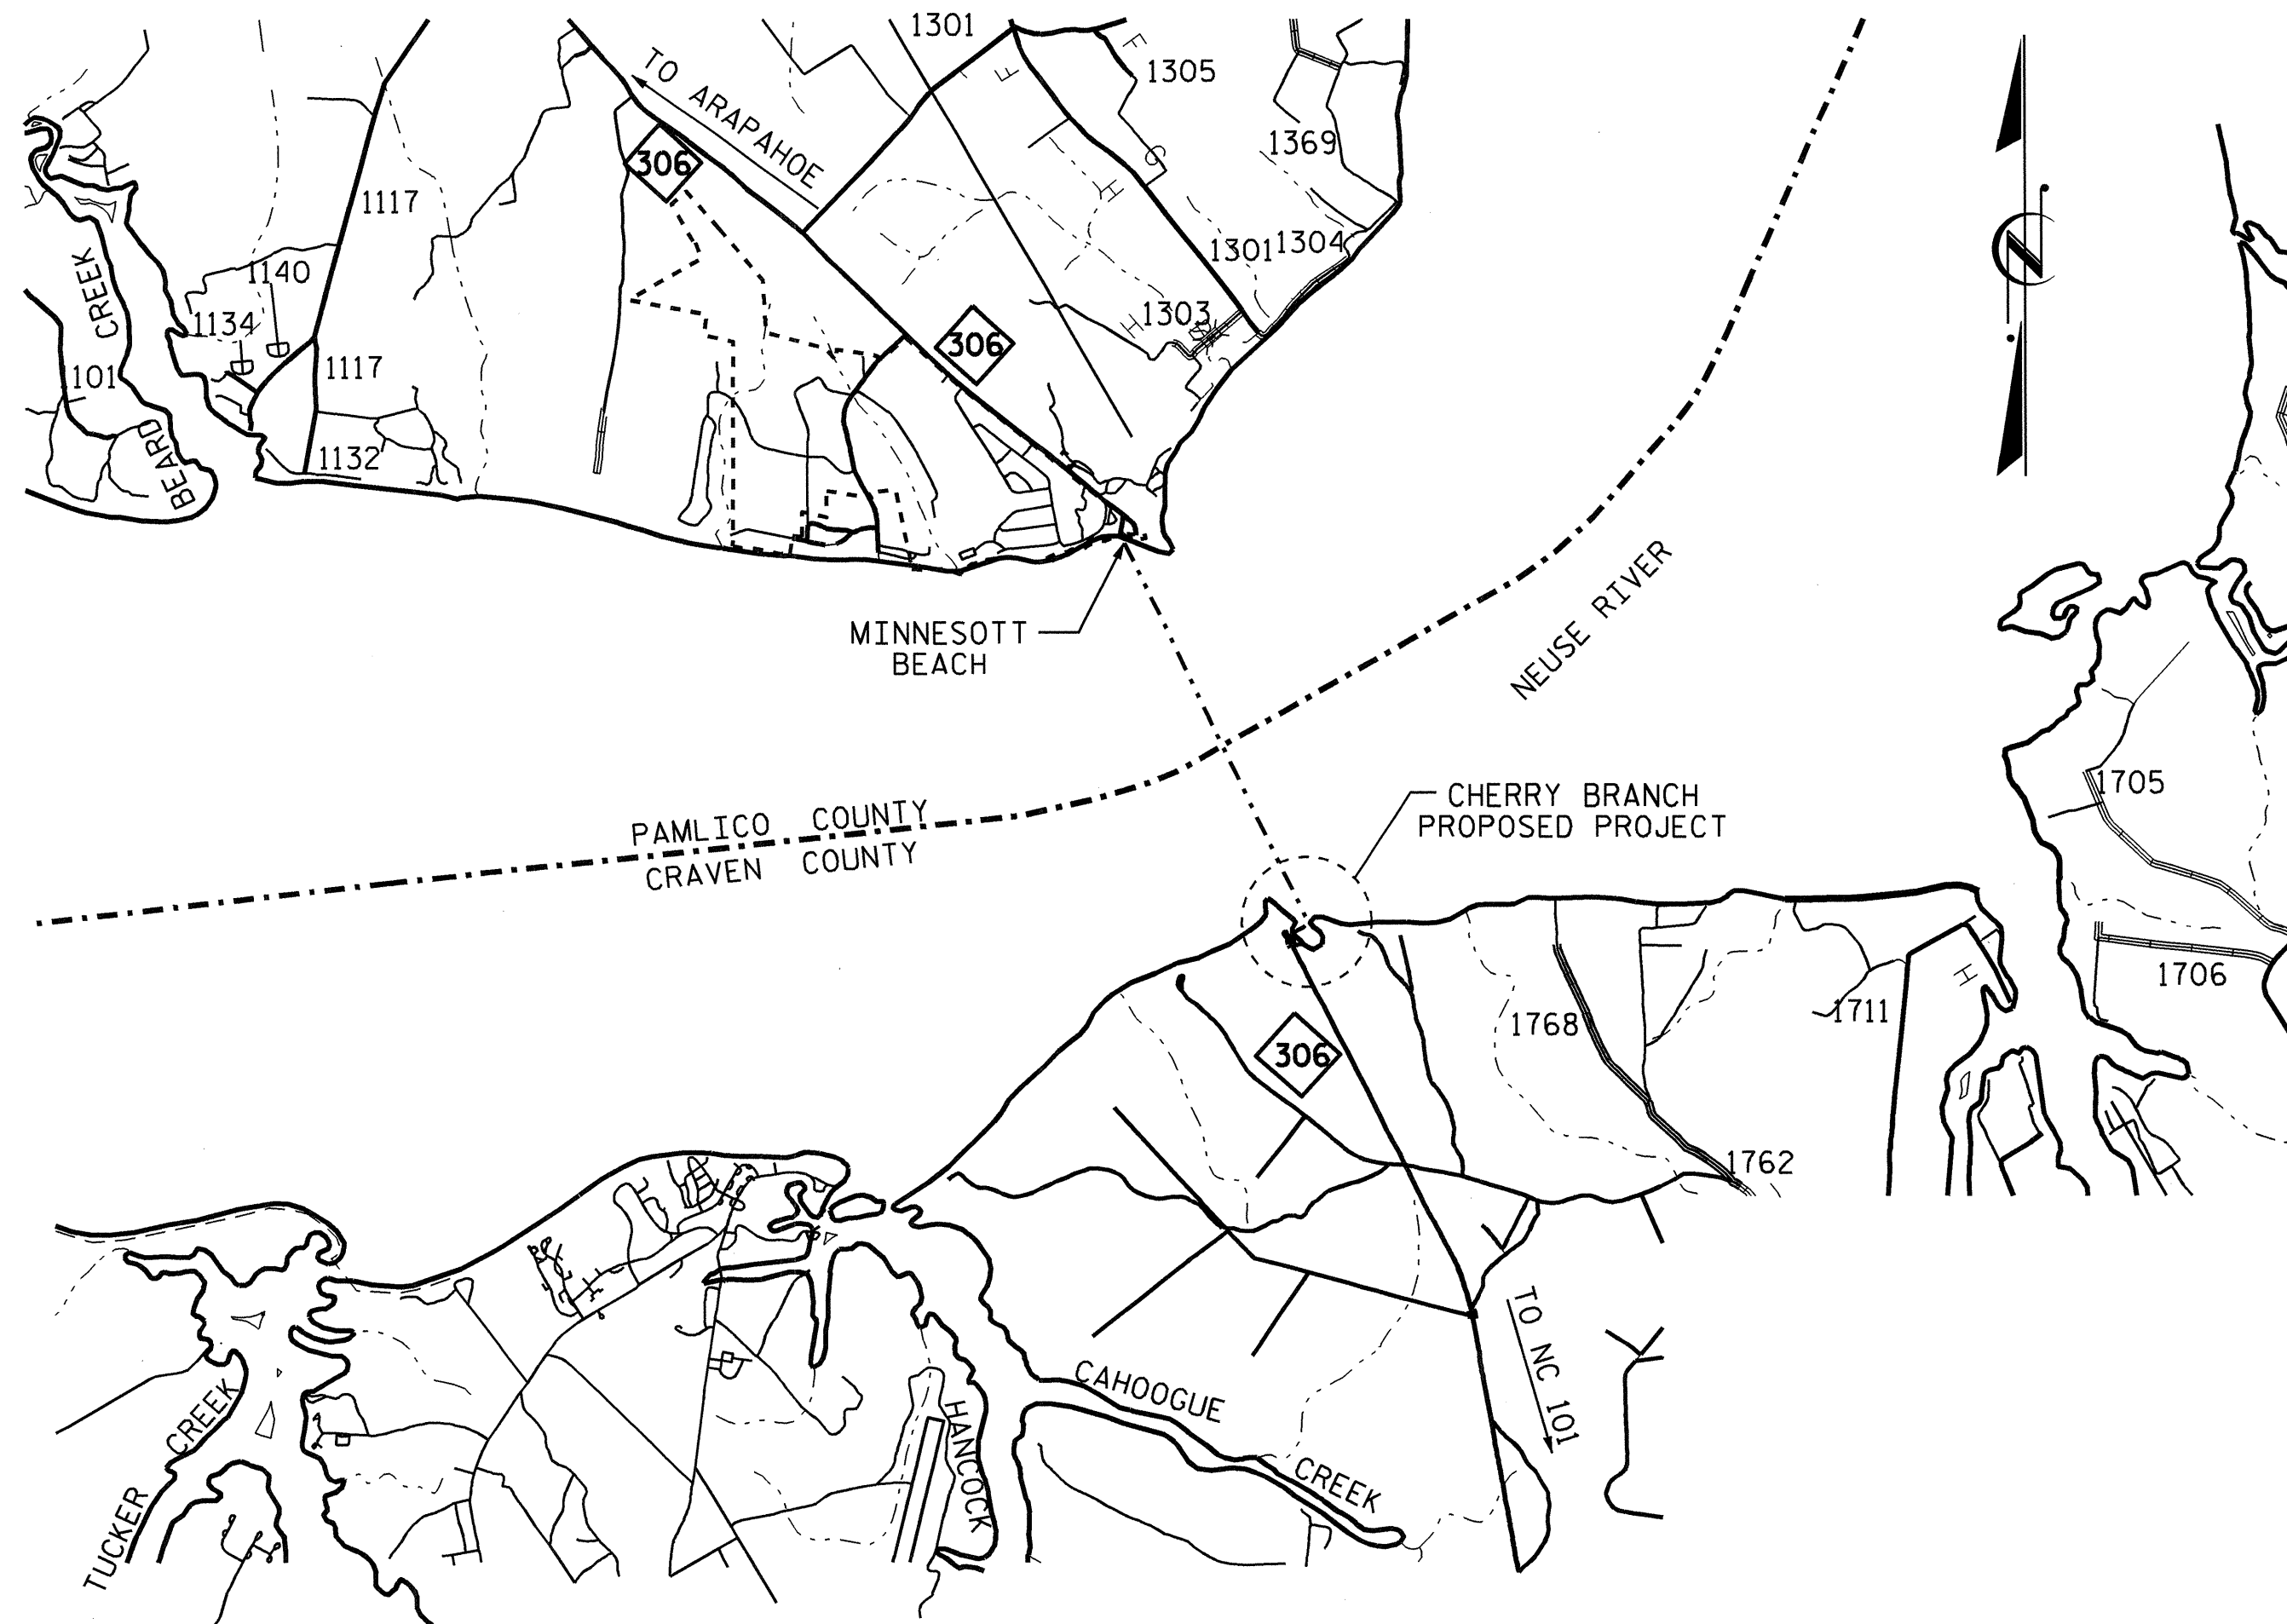 1301
TO ARAPAHOE
F
F
1305
1369
306
G
H
1117
CREEK
1140
1301
1304
1134
H
1303
306
N
101
1117
BEARD
1132
MINNESOTT
BEACH
NEUSE RIVER
PAMLICO COUNTY
CRAVEN COUNTY
CHERRY BRANCH
PROPOSED PROJECT
1705
1706
H
1711
1768
306
1762
TO NC 101
CAHOOGUE
CREEK
HANCOCK
TUCKER
CREEK